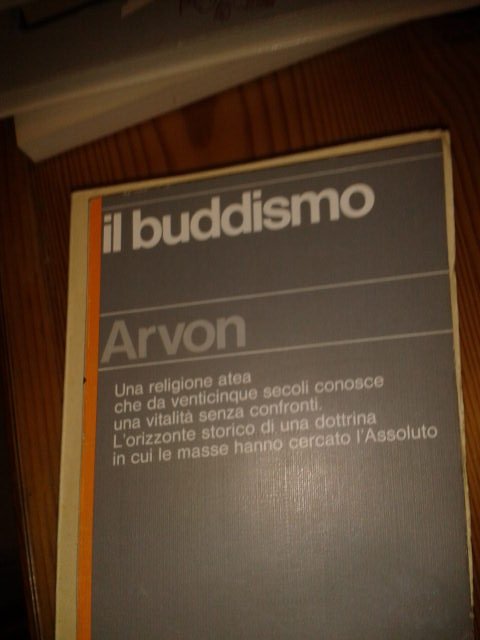 il buddismo
Arvon
Una religione atea
che da venticinque secoli conosce
una vitalità senza confronti.
L'orizzonte storico di una dottrina
in cui le masse hanno cercato l'Assoluto